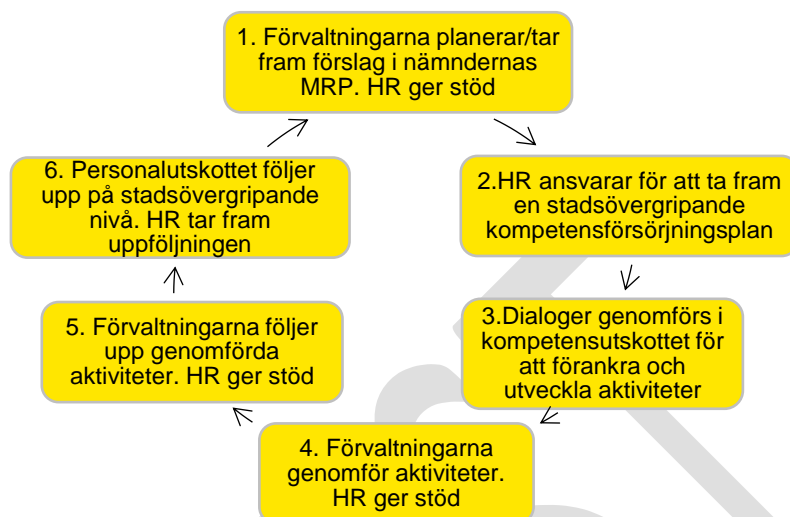 1. Förvaltningarna planerar/tar
fram förslag i nämndernas
MRP. HR ger stöd
2.HR ansvarar för att ta fram
en stadsövergripande
kompetensförsörjningsplan
3.Dialoger genomförs i
kompetensutskottet för
att förankra och
utveckla aktiviteter
4. Förvaltningarna
genomför aktiviteter.
HR ger stöd
5. Förvaltningarna följer
upp genomförda
aktiviteter. HR ger stöd
6. Personalutskottet följer
upp på stadsövergripande
nivå. HR tar fram
uppföljningen